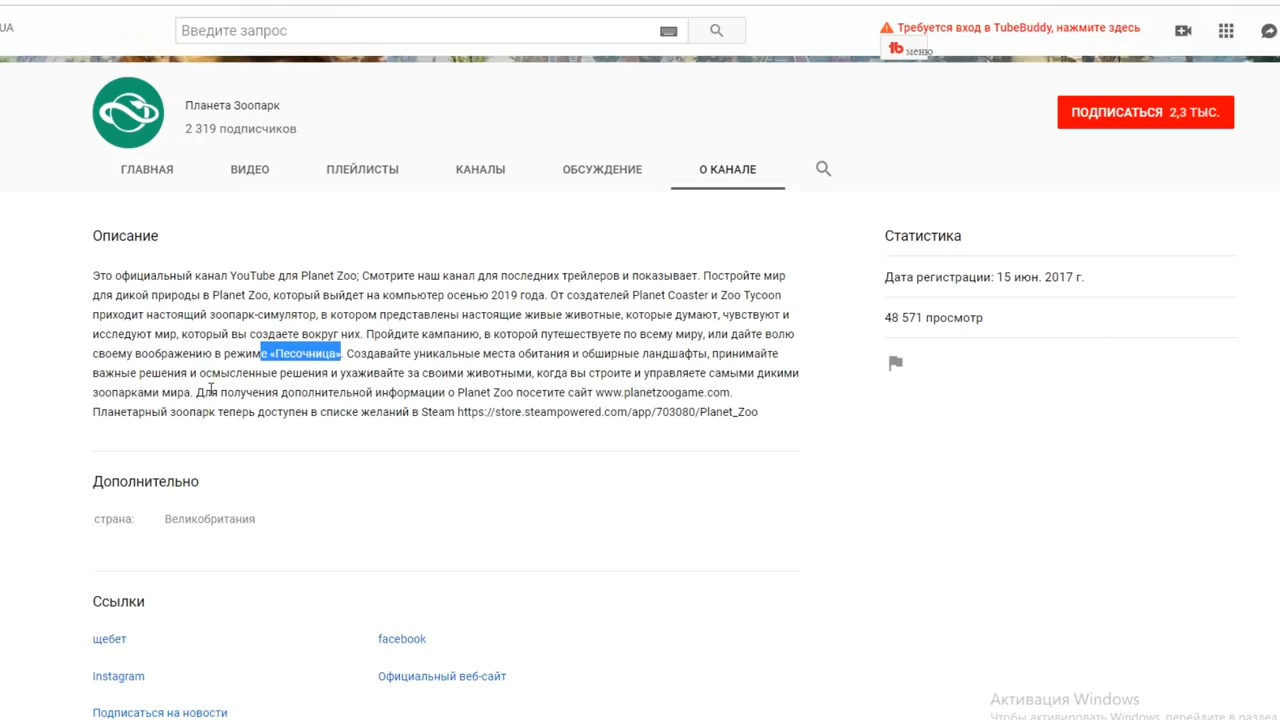 UA
Введите запрос
Требуется вход в TubeBuddy, нажмите здесь
меню
Планета Зоопарк
2 319 подписчиков
ПОДПИСАТЬСЯ 2,3 ТЫС.
ГЛАВНАЯ ВИДЕО ПЛЕЙЛИСТЫ КАНАЛЫ ОБСУЖДЕНИЕ О КАНАЛЕ
Описание
Это официальный канал YouTube для Planet Zoo; Смотрите наш канал для последних трейлеров и показывает. Постройте мир
для дикой природы в Planet Zoo, который выйдет на компьютер осенью 2019 года. От создателей Planet Coaster и Zoo Tycoon
приходит настоящий зоопарк-симулятор, в котором представлены настоящие живые животные, которые думают, чувствуют и
исследуют мир, который вы создаете вокруг них. Пройдите кампанию, в которой путешествуете по всему миру, или дайте волю
своему воображению в режиме «Песочница». Создавайте уникальные места обитания и обширные ландшафты, принимайте
важные решения и осмысленные решения и ухаживайте за своими животными, когда вы строите и управляете самыми дикими
зоопарками мира. Для получения дополнительной информации о Planet Zoo посетите сайт www.planetzoogame.com.
Планетарный зоопарк теперь доступен в списке желаний в Steam https://store.steampowered.com/app/703080/Planet_Zoo
Статистика
Дата регистрации: 15 июн. 2017 г.
48 571 просмотр
Дополнительно
страна: Великобритания
Ссылки
щебет facebook
Instagram Официальный веб-сайт
Подписаться на новости
Активация Windows
Чтобы активировать Windows, перейдите в раздел